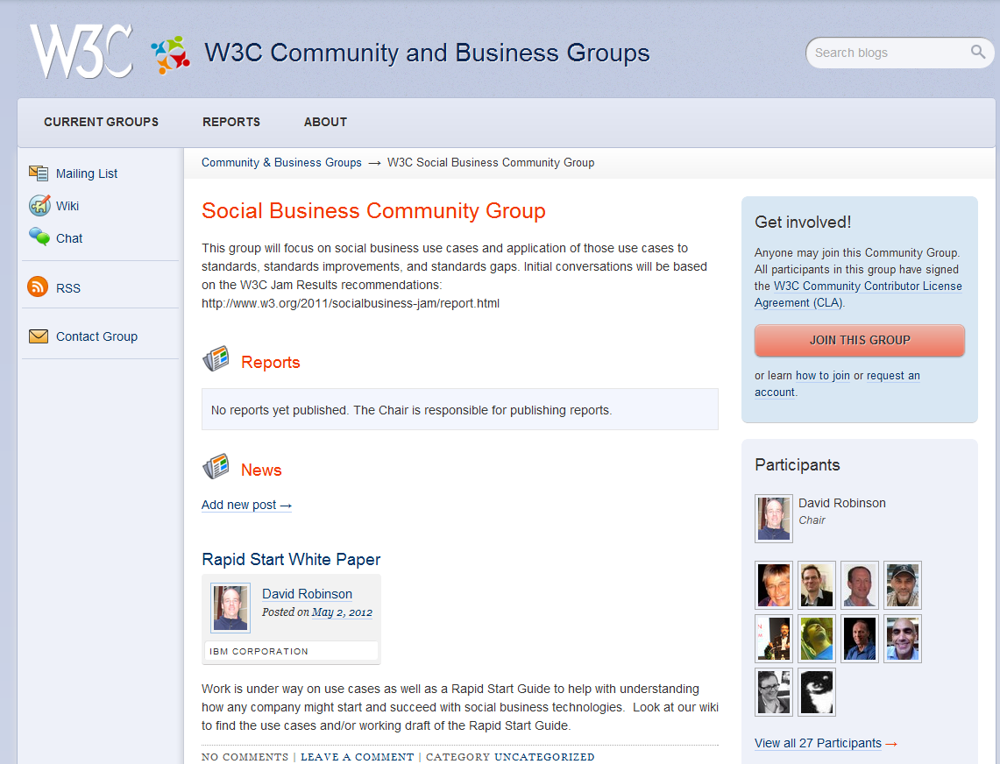 W3C
W3C Community and Business Groups
Search blogs
CURRENT GROUPS
REPORTS
ABOUT
Mailing List
Wiki
Chat
RSS
Contact Group
Community & Business Groups → W3C Social Business Community Group
Social Business Community Group
This group will focus on social business use cases and application of those use cases to
standards, standards improvements, and standards gaps. Initial conversations will be based
on the W3C Jam Results recommendations:
http://www.w3.org/2011/socialbusiness-jam/report.html
Reports
No reports yet published. The Chair is responsible for publishing reports.
News
Add new post →
Rapid Start White Paper
David Robinson
Posted on May 2, 2012
IBM CORPORATION
Work is under way on use cases as well as a Rapid Start Guide to help with understanding
how any company might start and succeed with social business technologies.  Look at our wiki
to find the use cases and/or working draft of the Rapid Start Guide.
NO COMMENTS | LEAVE A COMMENT | CATEGORY UNCATEGORIZED
Get involved!
Anyone may join this Community Group.
All participants in this group have signed
the W3C Community Contributor License
Agreement (CLA).
JOIN THIS GROUP
or learn how to join or request an
account.
Participants
David Robinson
Chair
View all 27 Participants →